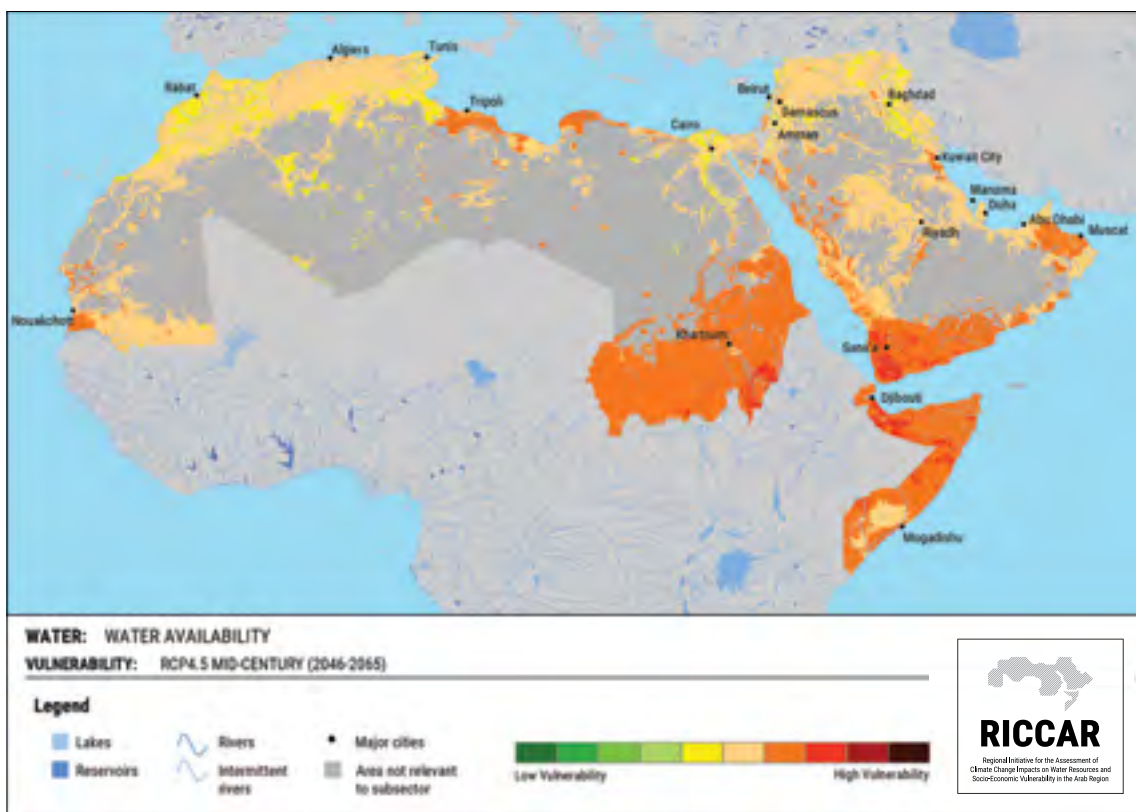 Algiers
Tunis
Rabat
Tripoli
Beirut
Damascus
Baghdad
Cairo
Amman
Kuwait City
Manama
Doha
Abu Dhabi
Muscat
Riyadh
Nouakchott
Khartoum
Sana'a
Djibouti
Mogadishu
WATER: WATER AVAILABILITY
VULNERABILITY: RCP4.5 MID-CENTURY (2046-2065)
Legend
Lakes
Rivers
Major cities
Reservoirs
Intermittent
rivers
Area not relevant
to subsector
Low Vulnerability
High Vulnerability
RICCAR
Regional Initiative for the Assessment of
Climate Change Impacts on Water Resources and
Socio-Economic Vulnerability in the Arab Region